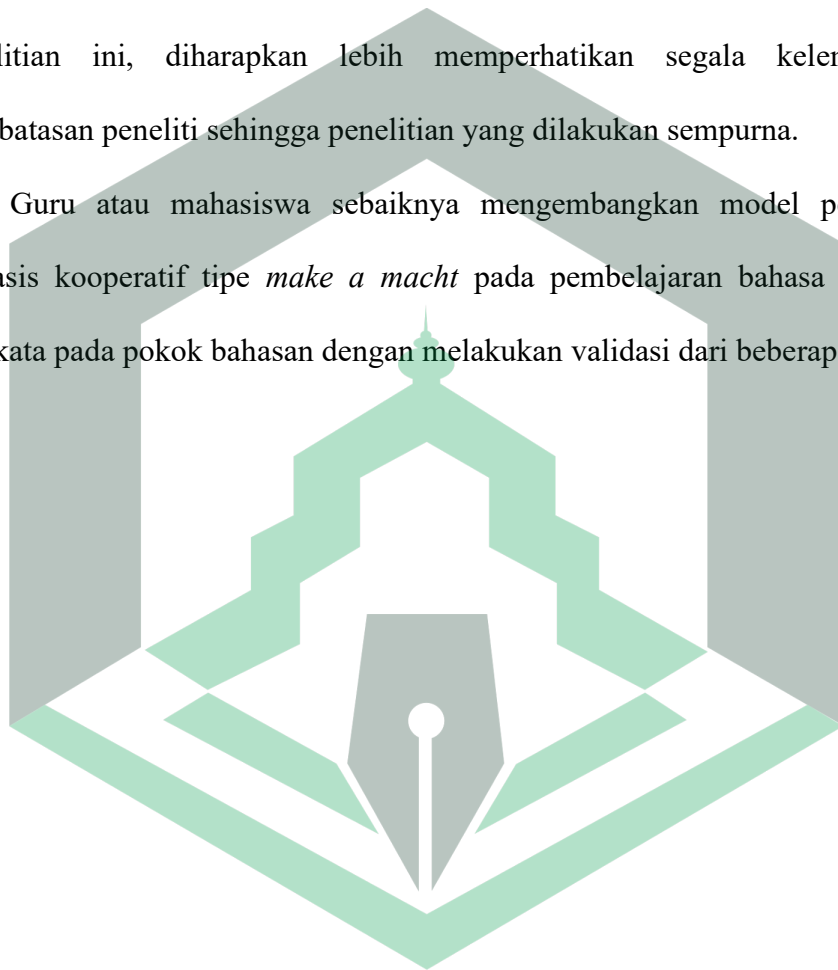 litian ini, diharapkan lebih memperhatikan segala kelem
batasan peneliti sehingga penelitian yang dilakukan sempurna.
Guru atau mahasiswa sebaiknya mengembangkan model pe
asis kooperatif tipe make a macht pada pembelajaran bahasa
kata pada pokok bahasan dengan melakukan validasi dari beberap